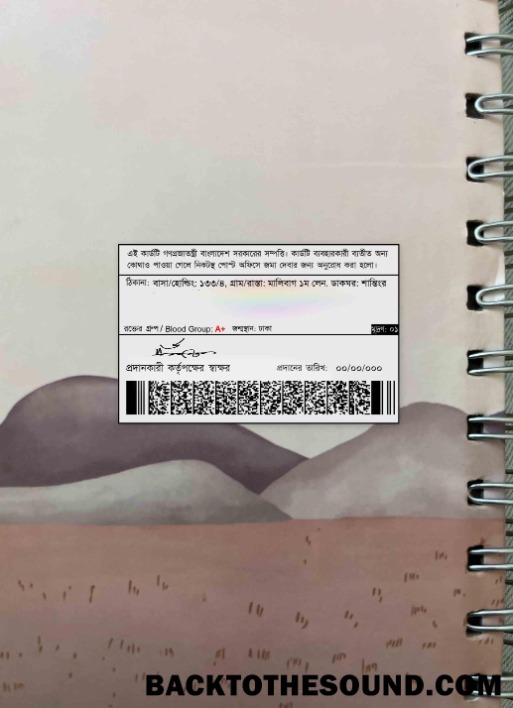 এই কার্ডটি গণপ্রজাতন্ত্রী বাংলাদেশ সরকারের সম্পত্তি। কার্ডটি ব্যবহারকারী ব্যতীত অন্য
কোথাও পাওয়া গেলে নিকটস্থ পোস্ট অফিসে জমা দেবার জন্য অনুরোধ করা হলো।
ঠিকানা: বাসা/হোল্ডিং: ১৩৩/৪, গ্রাম/রাস্তা: মালিবাগ ১ম লেন, ডাকঘর: শান্তিংর
রক্তের গ্রুপ / Blood Group: A+ জন্মস্থান: ঢাকা মুদ্রণ: ০১
প্রদানকারী কর্তৃপক্ষের স্বাক্ষর প্রদানের তারিখ: ০০/০০/০০০
BACKTOTHESOUND.COM